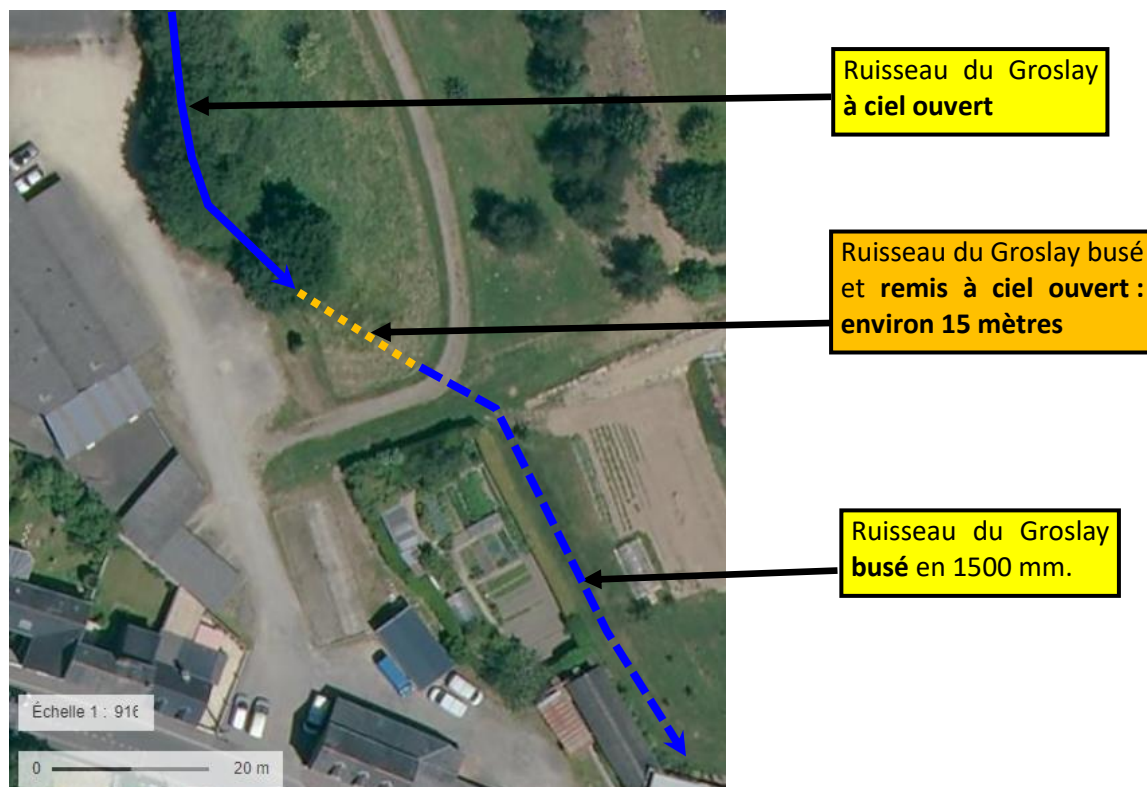 Ruisseau du Groslay
à ciel ouvert
Ruisseau du Groslay busé
et remis à ciel ouvert :
environ 15 mètres
Ruisseau du Groslay
busé en 1500 mm.
Échelle 1 : 916
0 20 m